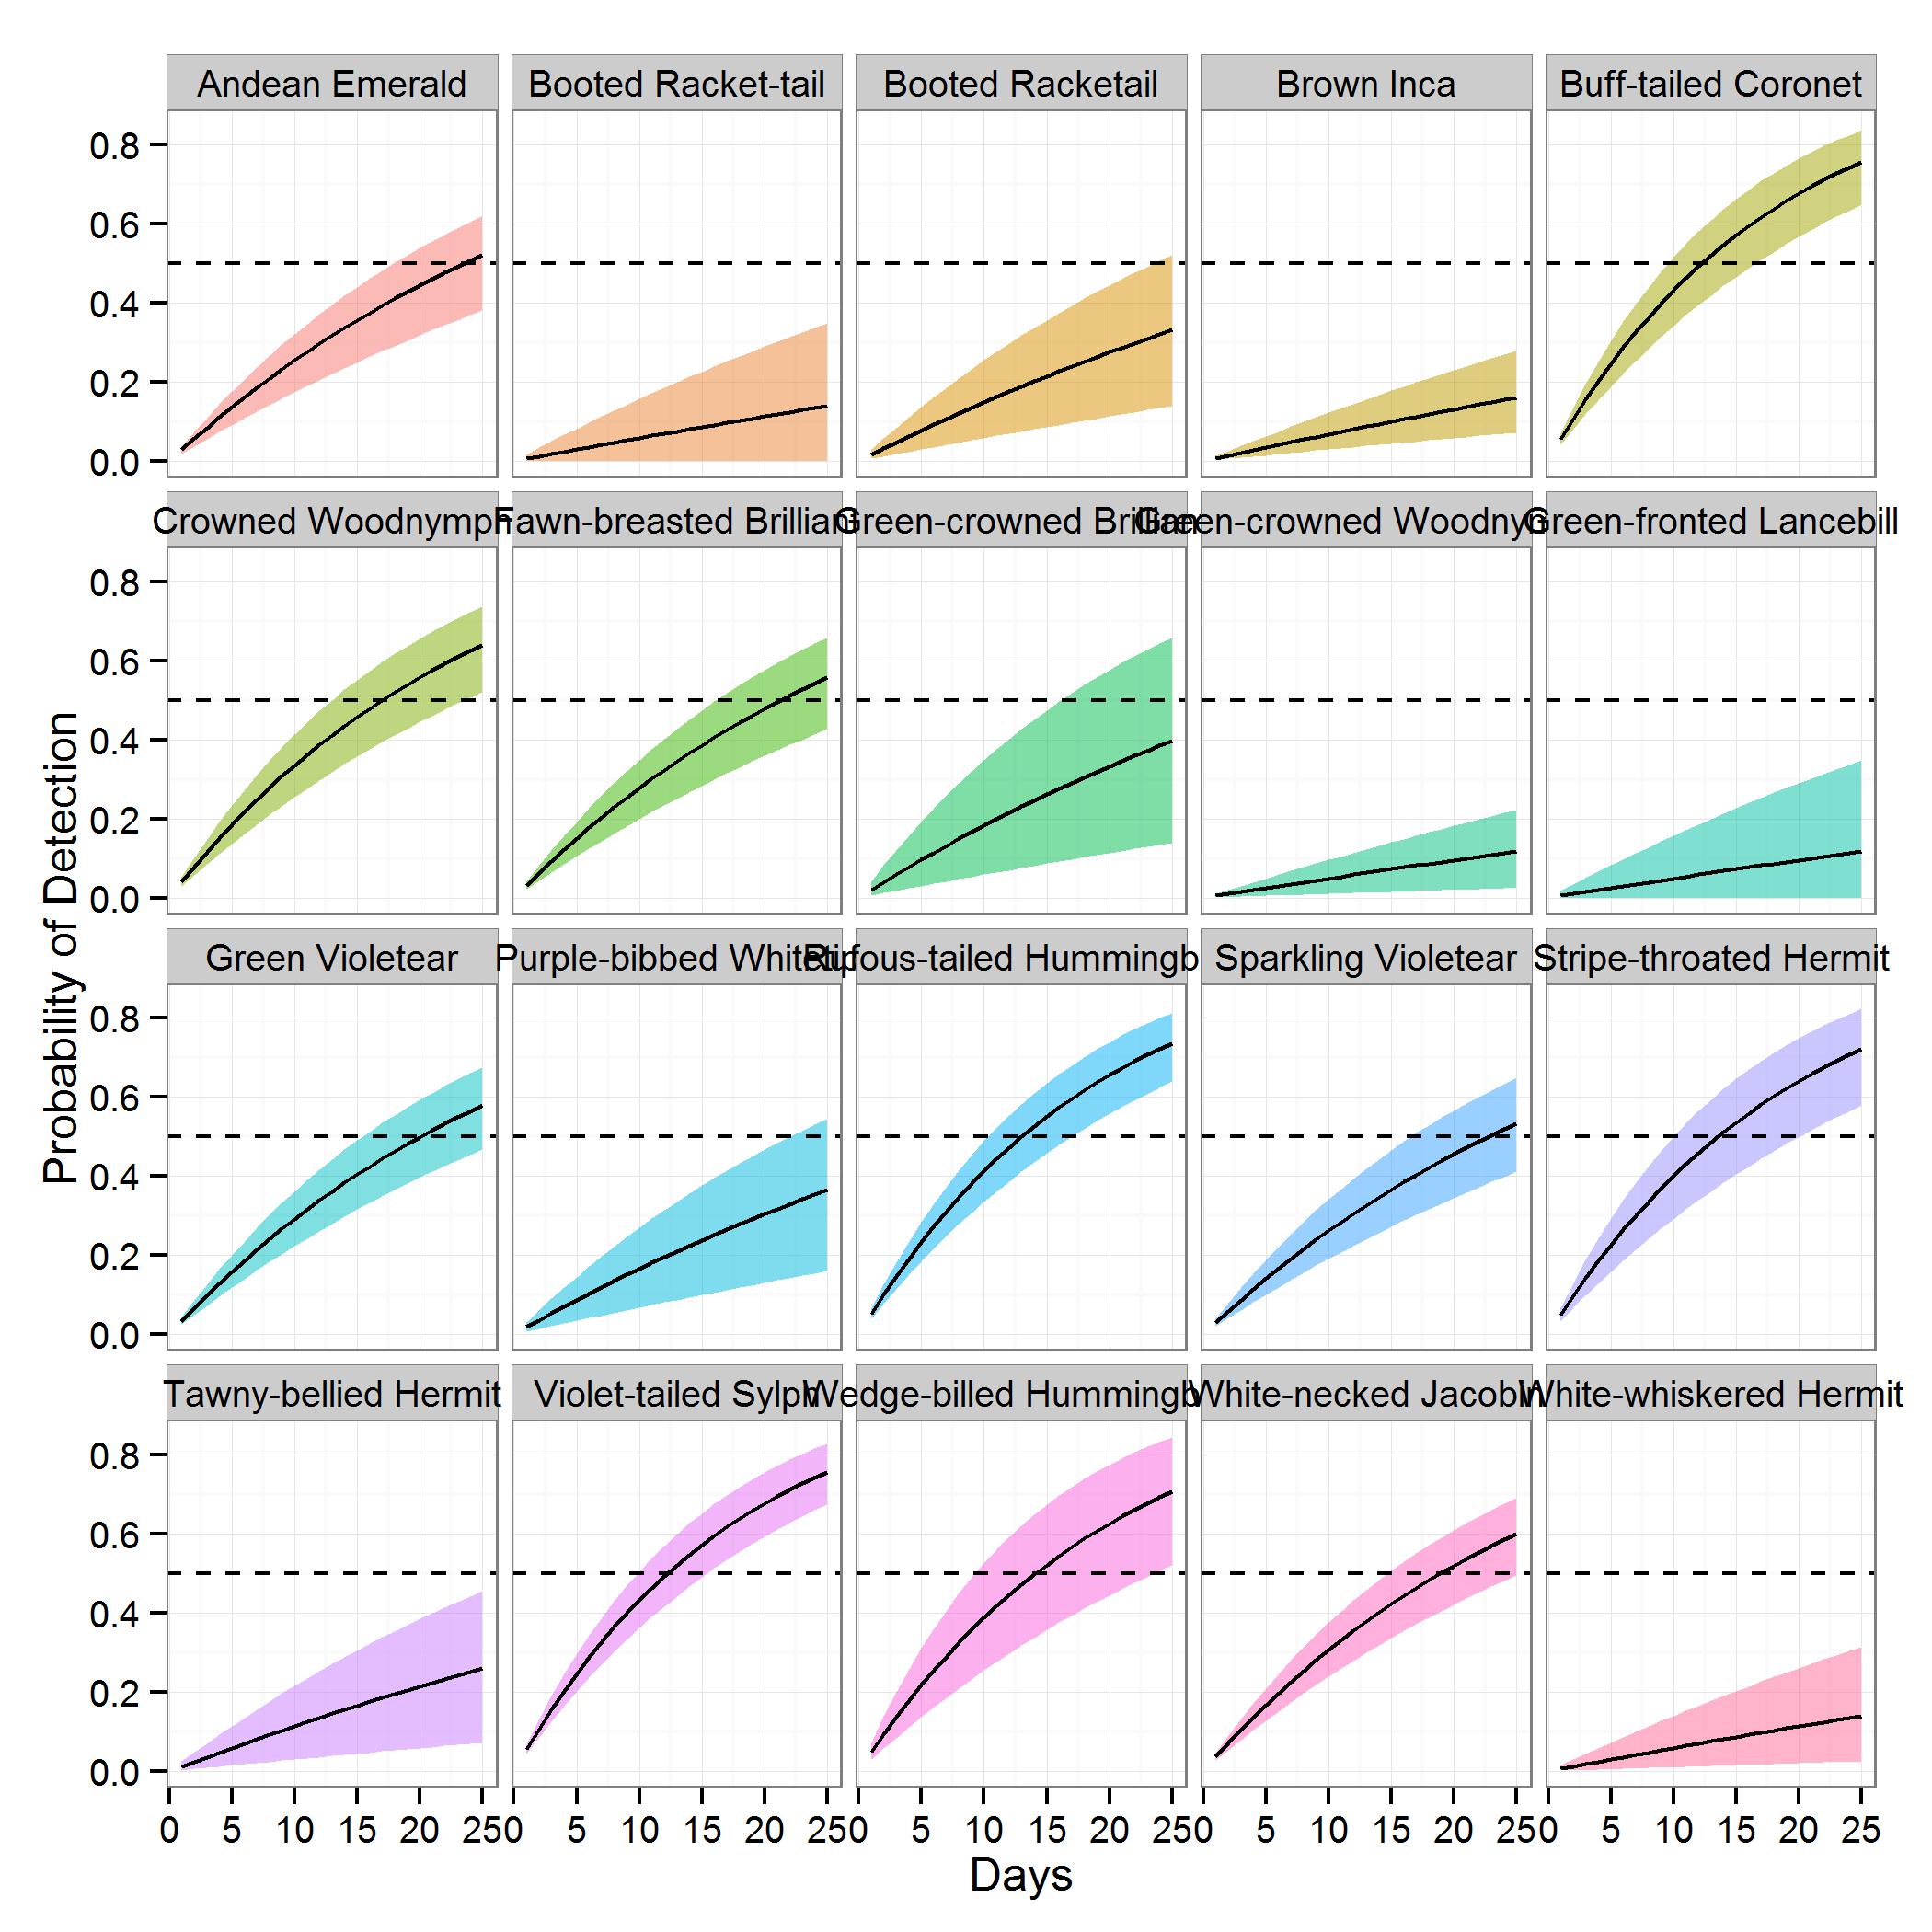 Andean Emerald Booted Racket-tail Booted Racketail Brown Inca Buff-tailed Coronet
0.8
0.6
0.4
0.2
0.0
Crowned Woodnymph Fawn-breasted Brillian Green-crowned Brillian Green-crowned Woodny Green-fronted Lancebill
0.8
0.6
0.4
0.2
0.0
Probability of Detection
Green Violetear Purple-bibbed Whitetip Rufous-tailed Hummingb Sparkling Violetear Stripe-throated Hermit
0.8
0.6
0.4
0.2
0.0
Tawny-bellied Hermit Violet-tailed Sylph Wedge-billed Hummingb White-necked Jacobin White-whiskered Hermit
0.8
0.6
0.4
0.2
0.0
0 5 10 15 20 25 0 5 10 15 20 25 0 5 10 15 20 25 0 5 10 15 20 25 0 5 10 15 20 25
Days